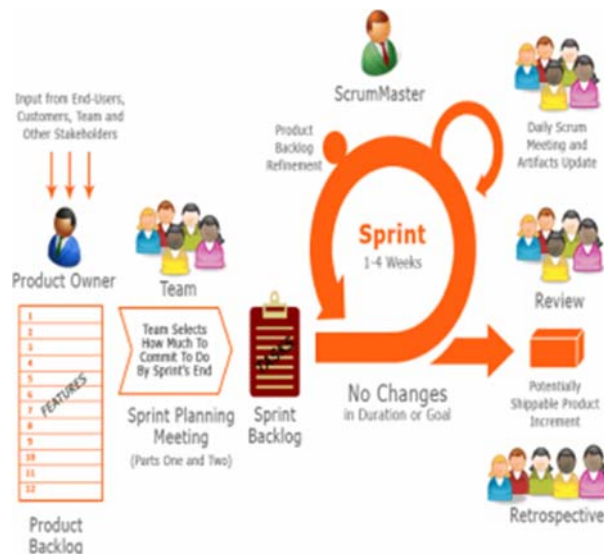 Input from End-Users,
Customers, Team and
Other Stakeholders
Product Owner
1
2
3
4
5
6
7
8
9
10
11
12
FEATURES
Product
Backlog
Team
Team Selects
How Much To
Commit To Do
By Sprint's End
Sprint Planning
Meeting
(Parts One and Two)
Sprint
Backlog
ScrumMaster
Product
Backlog
Refinement
Sprint
1-4 Weeks
No Changes
in Duration or Goal
Daily Scrum
Meeting and
Artifacts Update
Review
Potentially
Shippable Product
Increment
Retrospective